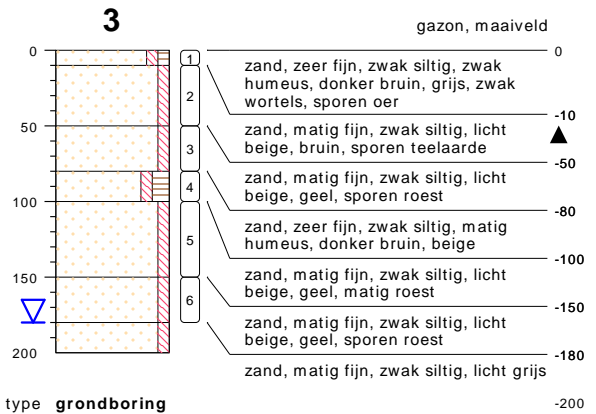 3
gazon, maaiveld
0
0
1
zand, zeer fijn, zwak siltig, zwak
humeus, donker bruin, grijs, zwak
wortels, sporen oer
-10
2
50
zand, matig fijn, zwak siltig, licht
beige, bruin, sporen teelaarde
-50
3
zand, matig fijn, zwak siltig, licht
beige, geel, sporen roest
-80
4
100
zand, zeer fijn, zwak siltig, matig
humeus, donker bruin, beige
-100
5
150
zand, matig fijn, zwak siltig, licht
beige, geel, matig roest
-150
6
zand, matig fijn, zwak siltig, licht
beige, geel, sporen roest
-180
200
zand, matig fijn, zwak siltig, licht grijs
type grondboring
-200